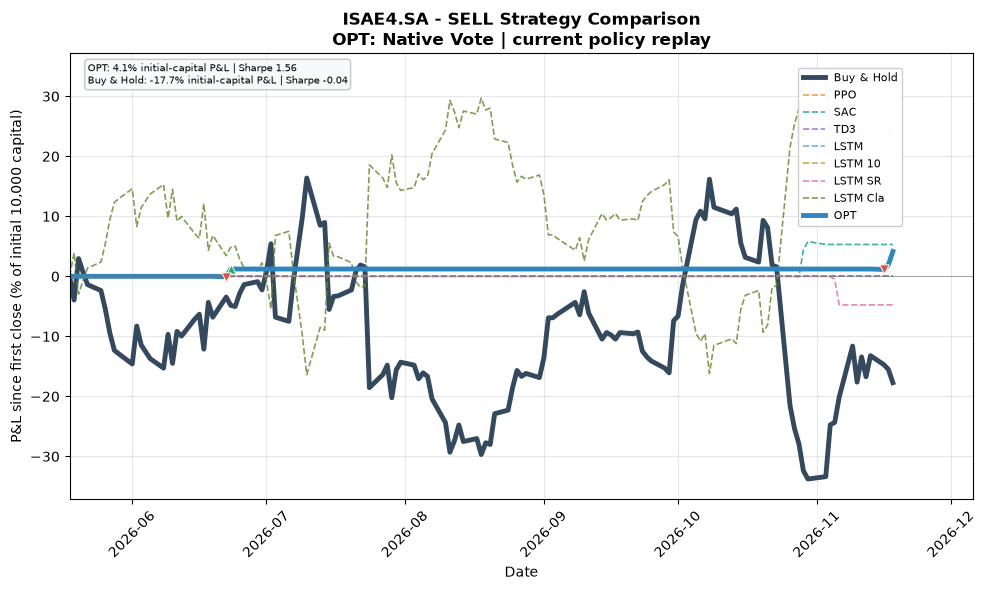 ISAE4.SA - SELL Strategy Comparison
OPT: Native Vote | current policy replay
OPT: 4.1% initial-capital P&L | Sharpe 1.56
Buy & Hold: -17.7% initial-capital P&L | Sharpe -0.04
Buy & Hold
PPO
SAC
TD3
LSTM
LSTM 10
LSTM SR
LSTM Cla
OPT
P&L since first close (% of initial 10,000 capital)
30
20
10
0
−10
−20
−30
2026-06
2026-07
2026-08
2026-09
2026-10
2026-11
2026-12
Date